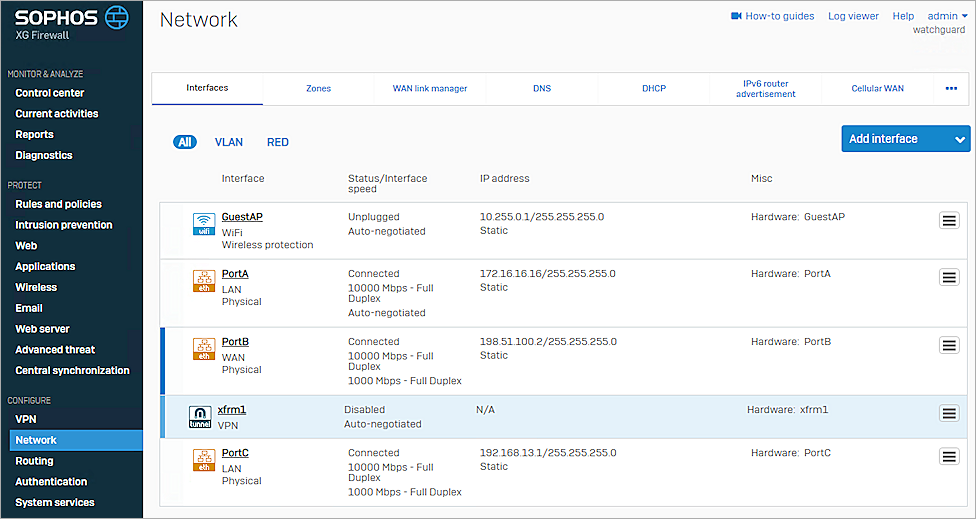 SOPHOS
XG Firewall
Network
How-to guides
Log viewer
Help
admin
watchguard
MONITOR & ANALYZE
Control center
Current activities
Reports
Diagnostics
PROTECT
Rules and policies
Intrusion prevention
Web
Applications
Wireless
Email
Web server
Advanced threat
Central synchronization
CONFIGURE
VPN
Network
Routing
Authentication
System services
Interfaces
Zones
WAN link manager
DNS
DHCP
IPv6 router
advertisement
Cellular WAN
All
VLAN
RED
Add interface
Interface
Status/Interface
speed
IP address
Misc
wifi
GuestAP
WiFi
Wireless protection
Unplugged
Auto-negotiated
10.255.0.1/255.255.255.0
Static
Hardware: GuestAP
eth
PortA
LAN
Physical
Connected
10000 Mbps - Full
Duplex
Auto-negotiated
172.16.16.16/255.255.255.0
Static
Hardware: PortA
eth
PortB
WAN
Physical
Connected
10000 Mbps - Full
Duplex
1000 Mbps - Full Duplex
198.51.100.2/255.255.255.0
Static
Hardware: PortB
tunnel
xfrm1
VPN
Disabled
Auto-negotiated
N/A
Hardware: xfrm1
eth
PortC
LAN
Physical
Connected
10000 Mbps - Full
Duplex
1000 Mbps - Full Duplex
192.168.13.1/255.255.255.0
Static
Hardware: PortC